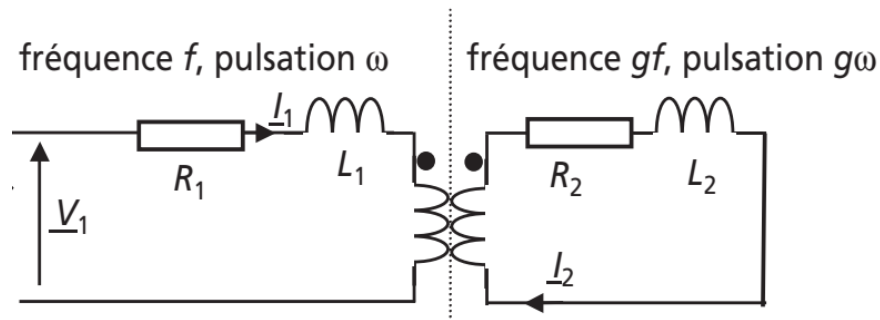 fréquence f, pulsation ω
fréquence gf, pulsation gω
I₁
R₁
L₁
V₁
R₂
L₂
I₂